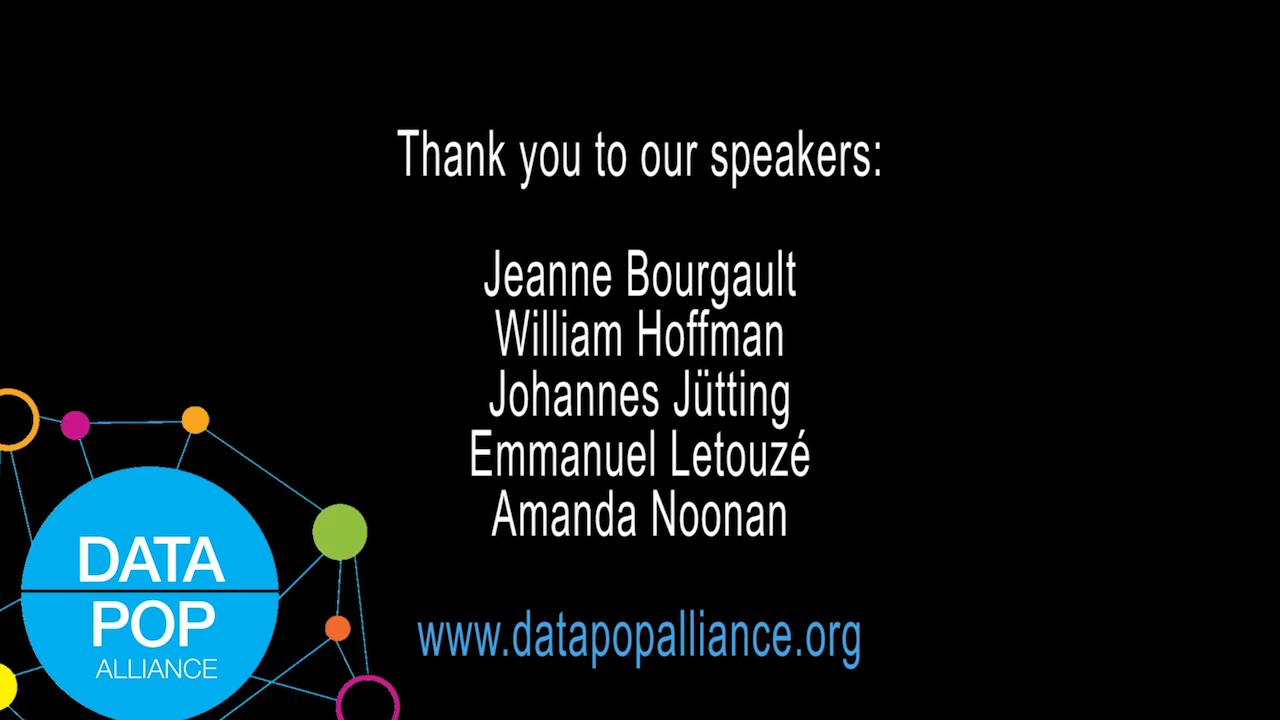 Thank you to our speakers:
Jeanne Bourgault
William Hoffman
Johannes Jütting
Emmanuel Letouzé
Amanda Noonan
www.datapopalliance.org
DATA
POP
ALLIANCE